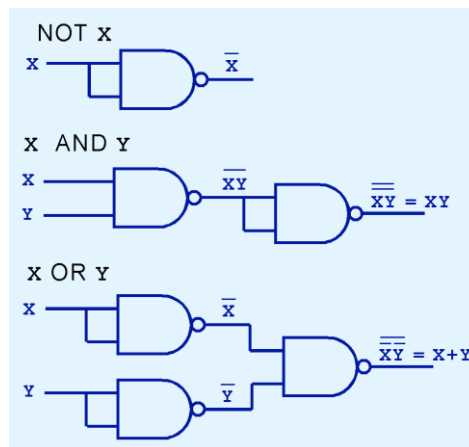 NOT X
X
X̅
X AND Y
X
Y
X̅Y̅
X̿Y̿ = XY
X OR Y
X
X̅
X̿Y̿ = X+Y
Y
Y̅